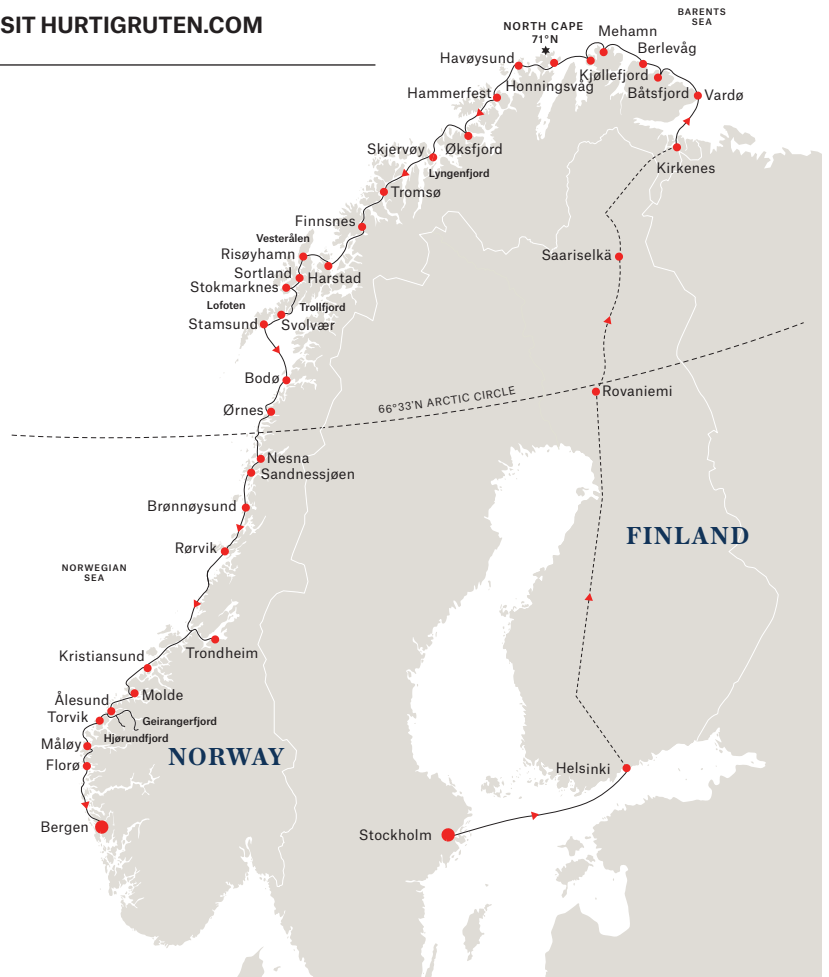 SIT HURTIGRUTEN.COM
BARENTS
SEA
NORTH CAPE
71°N
Mehamn
Berlevåg
Havøysund
Kjøllefjord
Honningsvåg
Båtsfjord
Vardø
Hammerfest
Skjervøy
Øksfjord
Lyngenfjord
Kirkenes
Tromsø
Finnsnes
Vesterålen
Risøyhamn
Saariselkä
Sortland
Harstad
Stokmarknes
Lofoten
Trollfjord
Stamsund
Svolvær
Bodø
Rovaniemi
66°33'N ARCTIC CIRCLE
Ørnes
Nesna
Sandnessjøen
Brønnøysund
FINLAND
Rørvik
NORWEGIAN
SEA
Trondheim
Kristiansund
Molde
Ålesund
Torvik
Geirangerfjord
Hjørundfjord
Måløy
NORWAY
Florø
Helsinki
Bergen
Stockholm